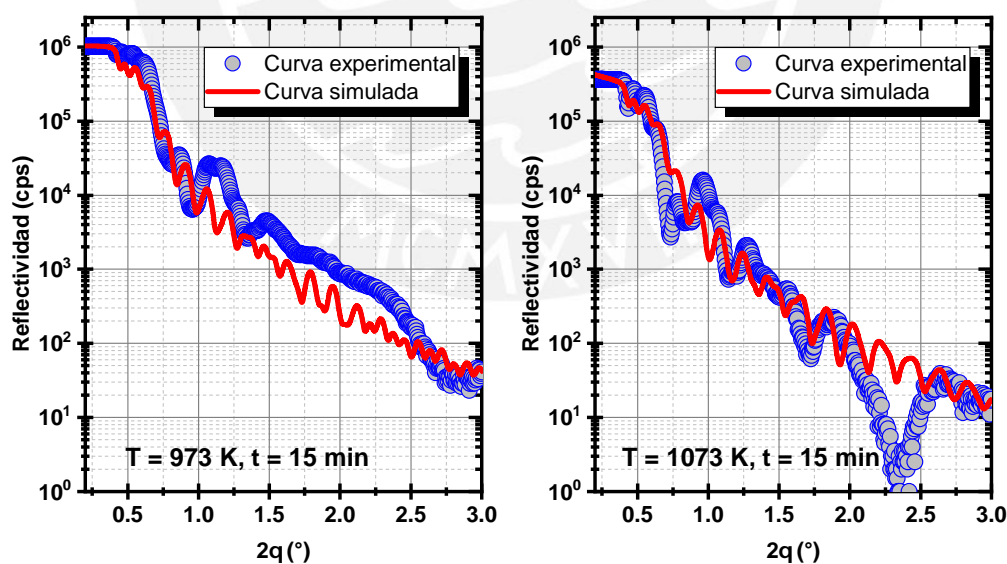 Curva experimental
Curva simulada
Reflectividad (cps)
10⁶
10⁵
10⁴
10³
10²
10¹
10⁰
T = 973 K, t = 15 min
0.5 1.0 1.5 2.0 2.5 3.0
2q (°)
Curva experimental
Curva simulada
Reflectividad (cps)
10⁶
10⁵
10⁴
10³
10²
10¹
10⁰
T = 1073 K, t = 15 min
0.5 1.0 1.5 2.0 2.5 3.0
2q (°)